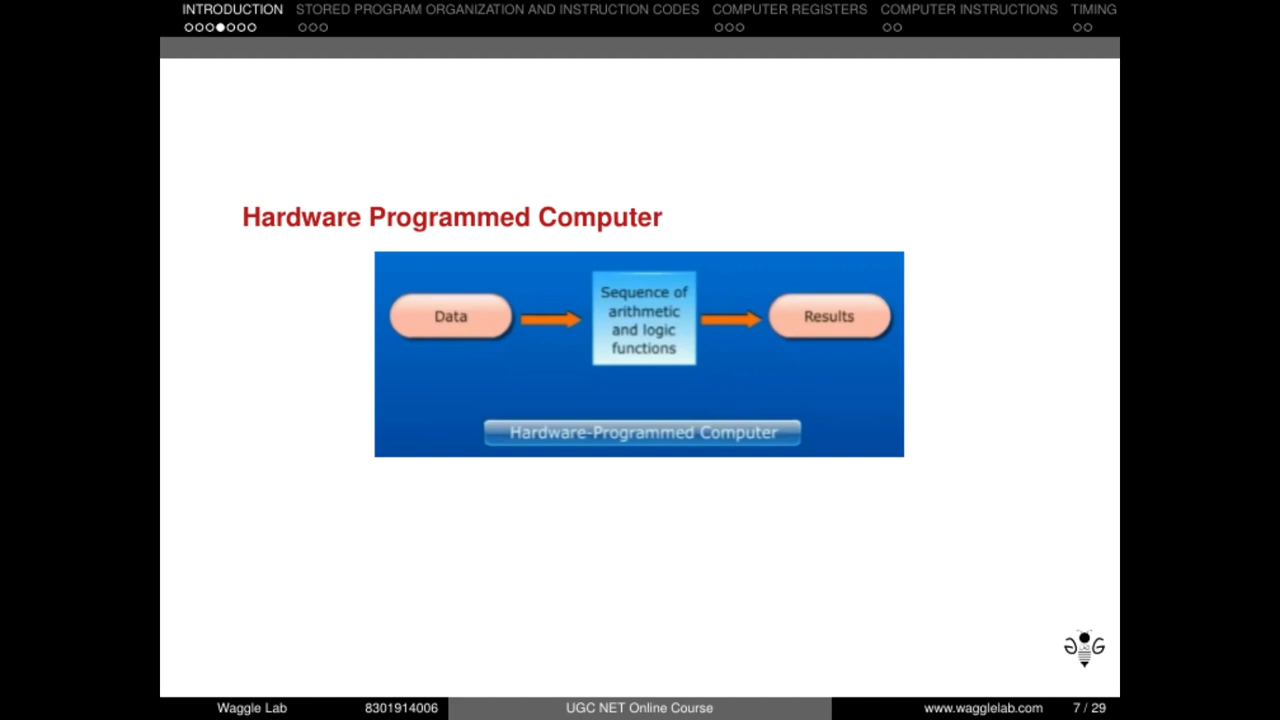 INTRODUCTION STORED PROGRAM ORGANIZATION AND INSTRUCTION CODES COMPUTER REGISTERS COMPUTER INSTRUCTIONS TIMING
Hardware Programmed Computer
Data
Sequence of
arithmetic
and logic
functions
Results
Hardware-Programmed Computer
Waggle Lab 8301914006 UGC NET Online Course www.wagglelab.com 7 / 29